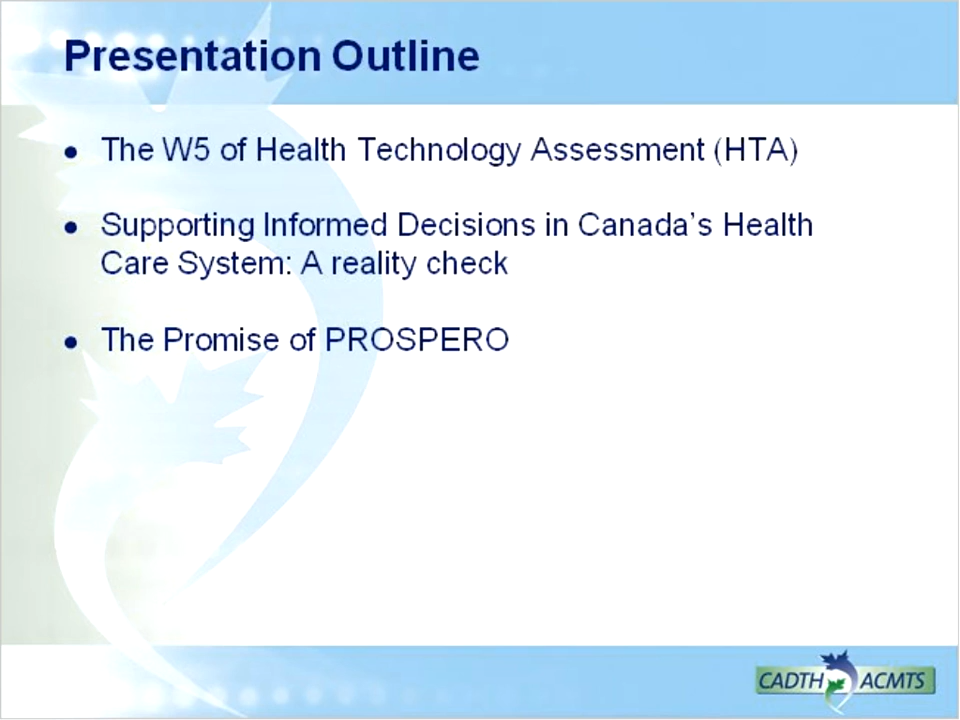 Presentation Outline
● The W5 of Health Technology Assessment (HTA)
● Supporting Informed Decisions in Canada's Health
Care System: A reality check
● The Promise of PROSPERO
CADTH ACMTS